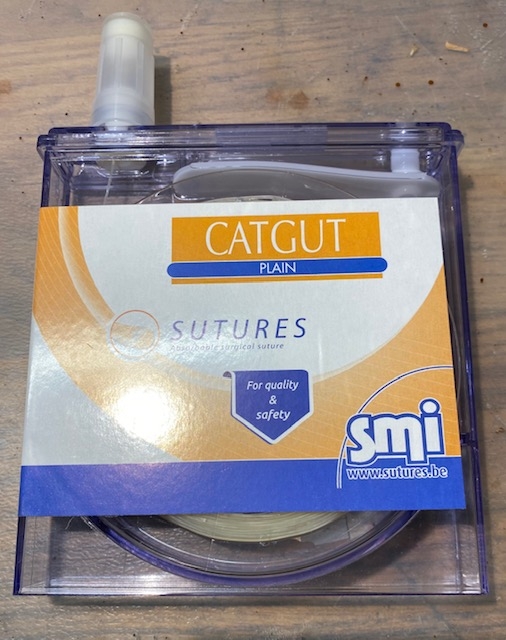 CATGUT
PLAIN
SUTURES
Absorbable surgical suture
For quality
&
safety
smi
www.sutures.be